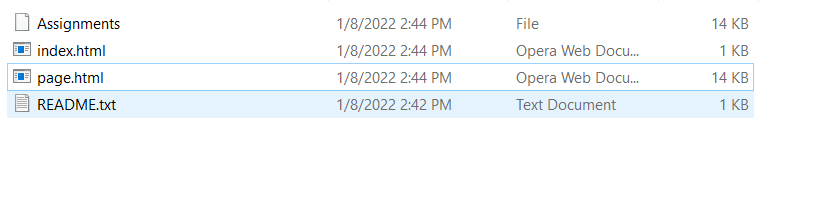 Assignments 1/8/2022 2:44 PM File 14 KB
index.html 1/8/2022 2:44 PM Opera Web Docu... 1 KB
page.html 1/8/2022 2:44 PM Opera Web Docu... 14 KB
README.txt 1/8/2022 2:42 PM Text Document 1 KB